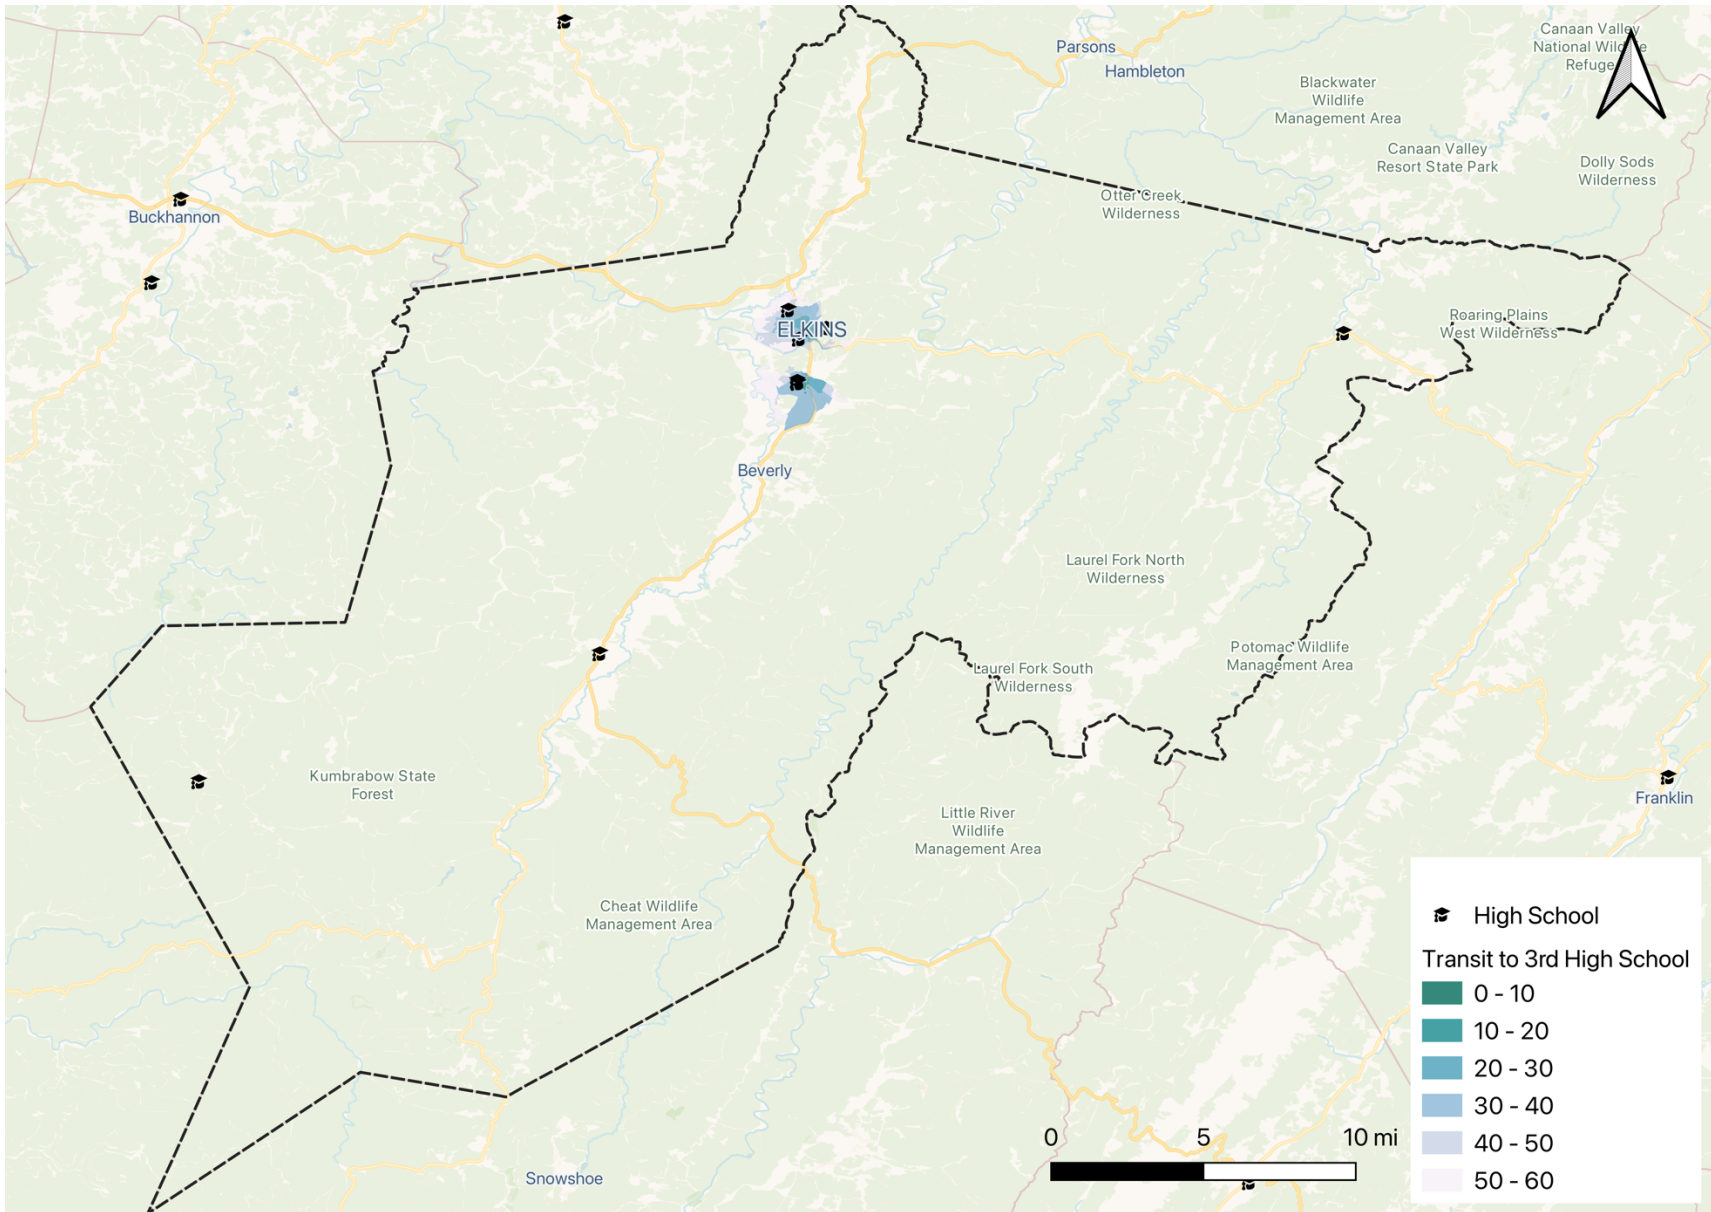 Canaan Valley
National Wildlife
Refuge
Parsons
Hambleton
Blackwater
Wildlife
Management Area
Canaan Valley
Resort State Park
Dolly Sods
Wilderness
Otter Creek
Wilderness
Buckhannon
ELKINS
Roaring Plains
West Wilderness
Beverly
Laurel Fork North
Wilderness
Laurel Fork South
Wilderness
Potomac Wildlife
Management Area
Kumbrabow State
Forest
Franklin
Little River
Wildlife
Management Area
Cheat Wildlife
Management Area
Snowshoe
0 5 10 mi
High School
Transit to 3rd High School
0 - 10
10 - 20
20 - 30
30 - 40
40 - 50
50 - 60